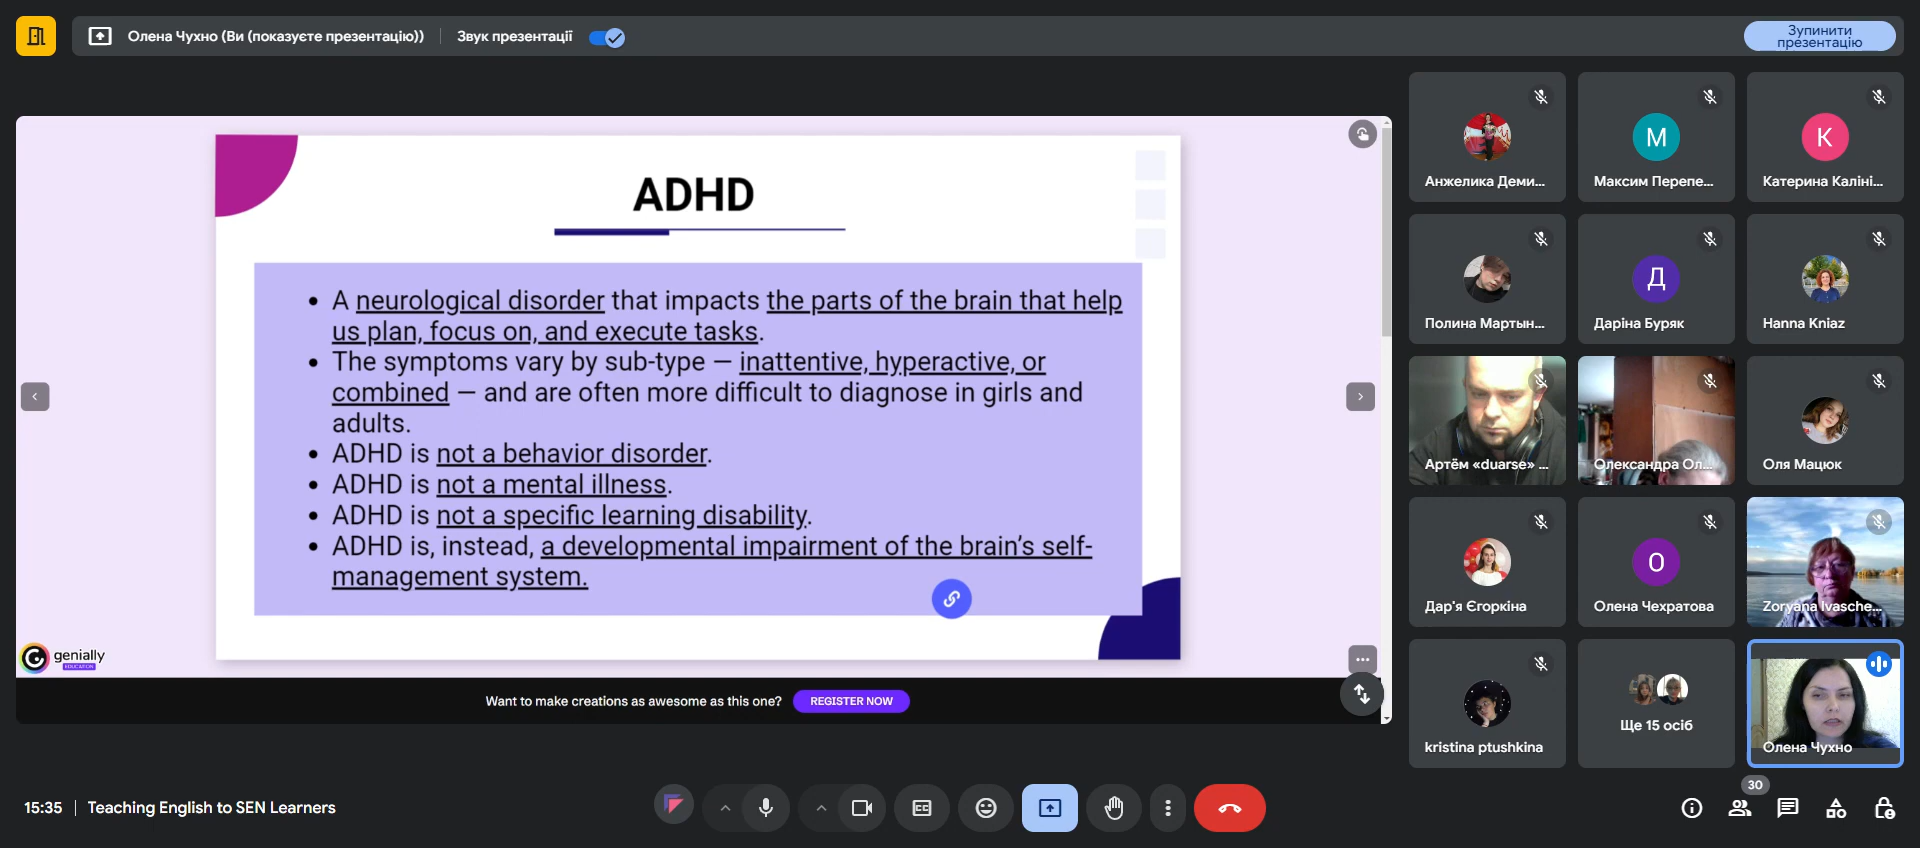 Олена Чухно (Ви (показуєте презентацію))
Звук презентації
Зупинити
презентацію
ADHD
A neurological disorder that impacts the parts of the brain that help
us plan, focus on, and execute tasks.
The symptoms vary by sub-type — inattentive, hyperactive, or
combined — and are often more difficult to diagnose in girls and
adults.
ADHD is not a behavior disorder.
ADHD is not a mental illness.
ADHD is not a specific learning disability.
ADHD is, instead, a developmental impairment of the brain's self-
management system.
genially
EDUCATION
Want to make creations as awesome as this one?
REGISTER NOW
Анжелика Деми...
М
Максим Перепе...
К
Катерина Каліні...
Полина Мартын...
Д
Даріна Буряк
Hanna Kniaz
Артём «duarse» ...
Олександра Ол...
Оля Мацюк
Дар'я Єгоркіна
О
Олена Чехратова
Zoryana Ivasche...
kristina ptushkina
Ще 15 осіб
Олена Чухно
15:35
Teaching English to SEN Learners
CC
30